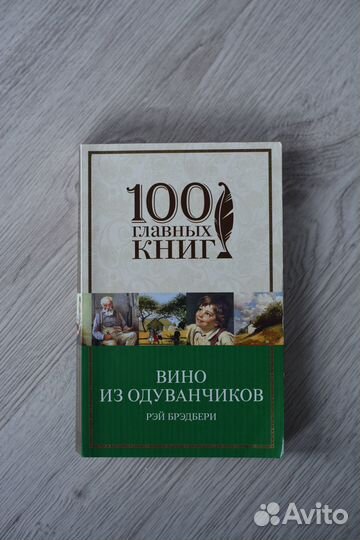 100
ГЛАВНЫХ
КНИГ
ВИНО
ИЗ ОДУВАНЧИКОВ
РЭЙ БРЭДБЕРИ
Avito